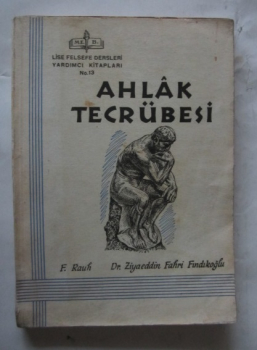 LİSE FELSEFE DERSLERİ
YARDIMCI KİTAPLARI
No. 13
AHLÂK
TECRÜBESİ
F. Rauh Dr. Ziyaeddin Fahri Fındıkoğlu